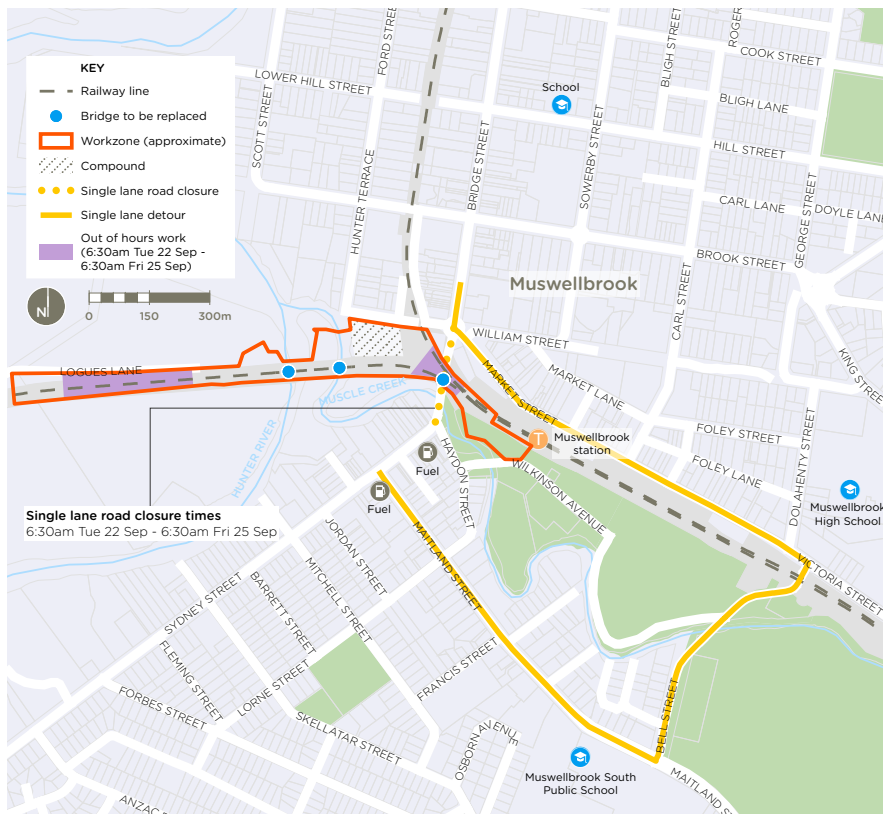 KEY
Railway line
Bridge to be replaced
Workzone (approximate)
Compound
Single lane road closure
Single lane detour
Out of hours work
(6:30am Tue 22 Sep -
6:30am Fri 25 Sep)
N
0 150 300m
FORD STREET
LOWER HILL STREET
SCOTT STREET
HUNTER TERRACE
BRIDGE STREET
School
SOWERBY STREET
BLIGH STREET
ROGER
COOK STREET
BLIGH LANE
HILL STREET
CARL LANE
DOYLE LANE
GEORGE STREET
BROOK STREET
CARL STREET
KING STREE
Muswellbrook
WILLIAM STREET
MARKET STREET
MARKET LANE
FOLEY STREET
FOLEY LANE
DOLAHENTY STREET
Muswellbrook
High School
VICTORIA STREET
T
Muswellbrook
station
LOGUES LANE
MUSCLE CREEK
HUNTER RIVER
Fuel
Fuel
HAYDON STREET
WILKINSON AVENUE
Single lane road closure times
6:30am Tue 22 Sep - 6:30am Fri 25 Sep
JORDAN STREET
MAITLAND STREET
MITCHELL STREET
BARRETT STREET
SYDNEY STREET
FLEMING STREET
LORNE STREET
FRANCIS STREET
FORBES STREET
SKELLATAR STREET
OSBORN AVENUE
BELL STREET
Muswellbrook South
Public School
MAITLAND ST
ANZAC